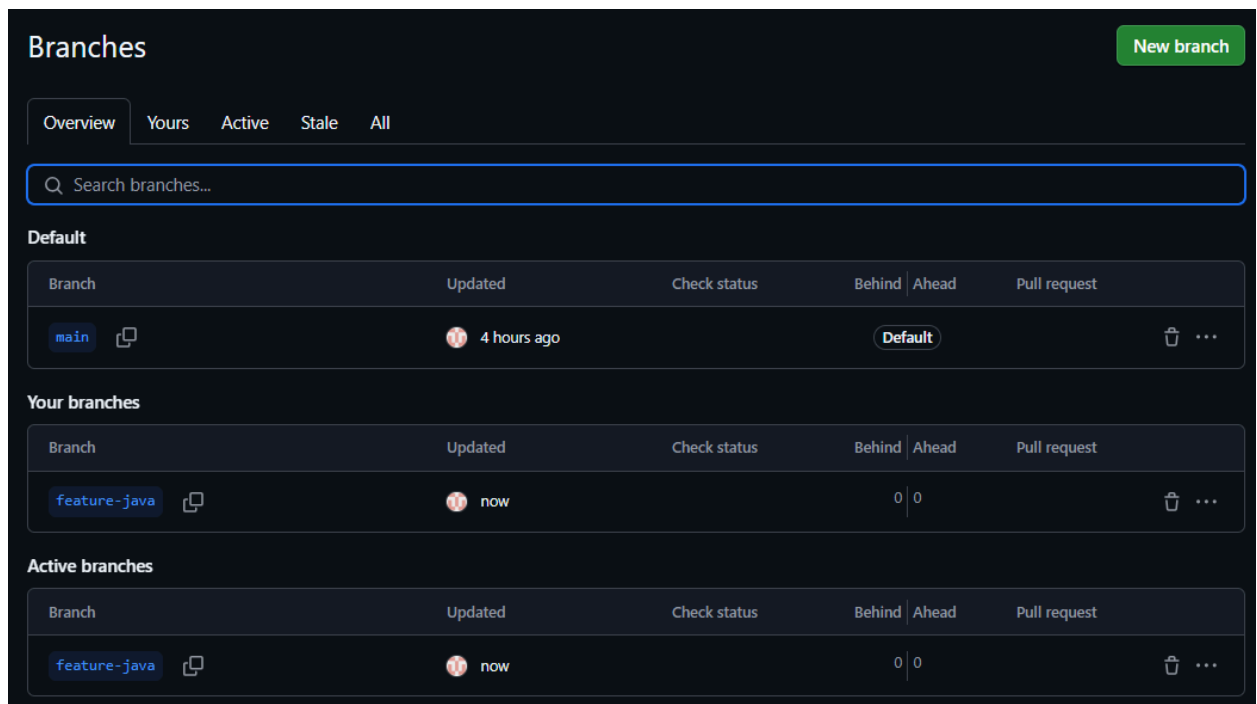 Branches
New branch
Overview Yours Active Stale All
Search branches...
Default
Branch Updated Check status Behind Ahead Pull request
main 4 hours ago Default
Your branches
Branch Updated Check status Behind Ahead Pull request
feature-java now 0 0
Active branches
Branch Updated Check status Behind Ahead Pull request
feature-java now 0 0